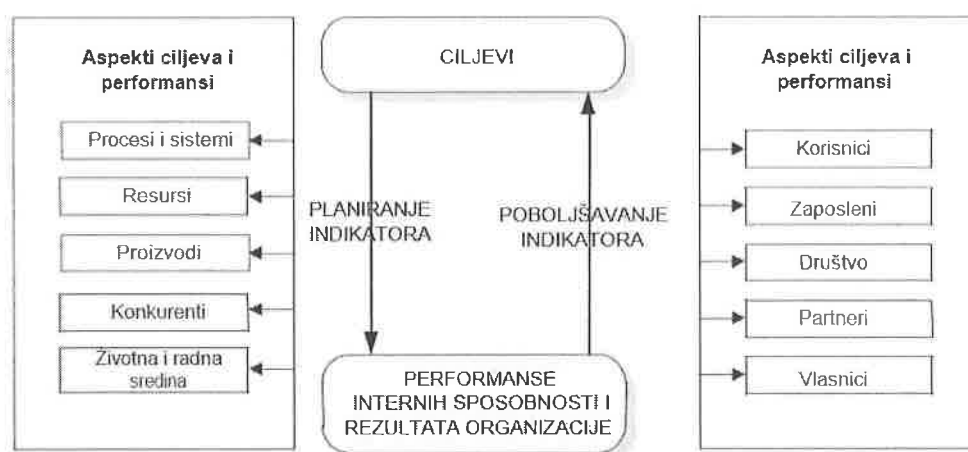 Aspekti ciljeva i
performansi
Procesi i sistemi
Resursi
Proizvodi
Konkurenti
Životna i radna
sredina
CILJEVI
PLANIRANJE
INDIKATORA
POBOLJŠAVANJE
INDIKATORA
PERFORMANSE
INTERNIH SPOSOBNOSTI I
REZULTATA ORGANIZACIJE
Aspekti ciljeva i
performansi
Korisnici
Zaposleni
Društvo
Partneri
Vlasnici